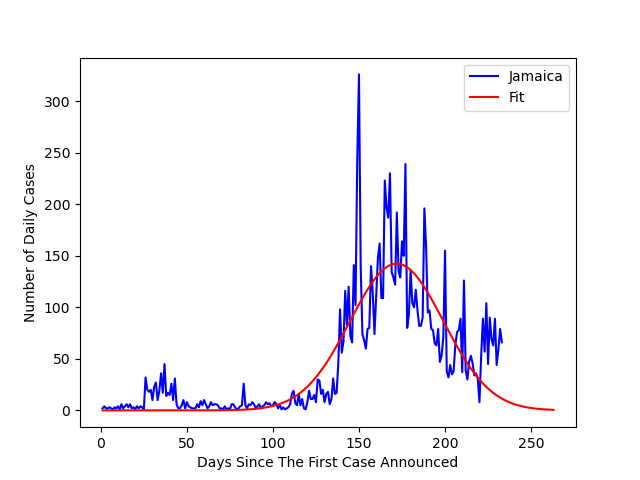 Jamaica
Fit
300
250
200
150
100
50
0
Number of Daily Cases
0 50 100 150 200 250
Days Since The First Case Announced